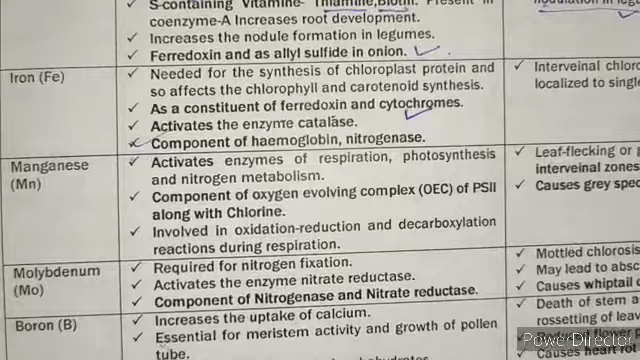 S-containing Vitamine- Thiamine,Biotin. Present in
coenzyme-A Increases root development.
✓ Increases the nodule formation in legumes.
✓ Ferredoxin and as allyl sulfide in onion.
Iron (Fe)
✓ Needed for the synthesis of chloroplast protein and
so affects the chlorophyll and carotenoid synthesis.
✓ As a constituent of ferredoxin and cytochromes.
✓ Activates the enzyme catalase.
✓ Component of haemoglobin, nitrogenase.
✓ Interveinal
localized to
Manganese
(Mn)
✓ Activates enzymes of respiration, photosynthesis
and nitrogen metabolism.
✓ Component of oxygen evolving complex (OEC) of PSII
along with Chlorine.
✓ Involved in oxidation-reduction and decarboxylation
reactions during respiration.
✓ Leaf-flecking or
interveinal zones
✓ Causes grey
Molybdenum
(Mo)
✓ Required for nitrogen fixation.
✓ Activates the enzyme nitrate reductase.
✓ Component of Nitrogenase and Nitrate reductase.
✓ Mottled chlorosis
✓ May lead to
✓ Causes whiptail
Boron (B)
✓ Increases the uptake of calcium.
✓ Essential for meristem activity and growth of pollen
tube.
✓ Death of stem
rossetting of
✓ Causes heart rot
PowerDirector